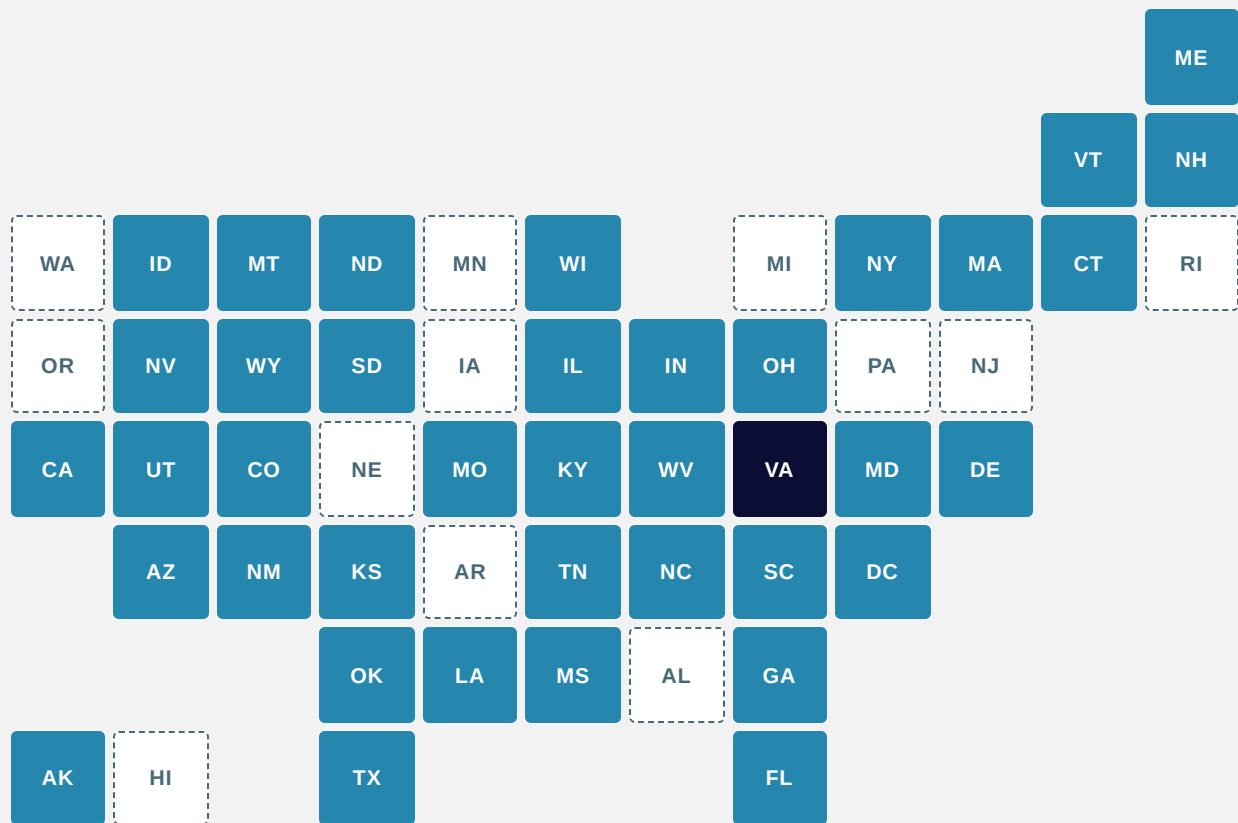 ME
VT NH
WA ID MT ND MN WI MI NY MA CT RI
OR NV WY SD IA IL IN OH PA NJ
CA UT CO NE MO KY WV VA MD DE
AZ NM KS AR TN NC SC DC
OK LA MS AL GA
AK HI TX FL